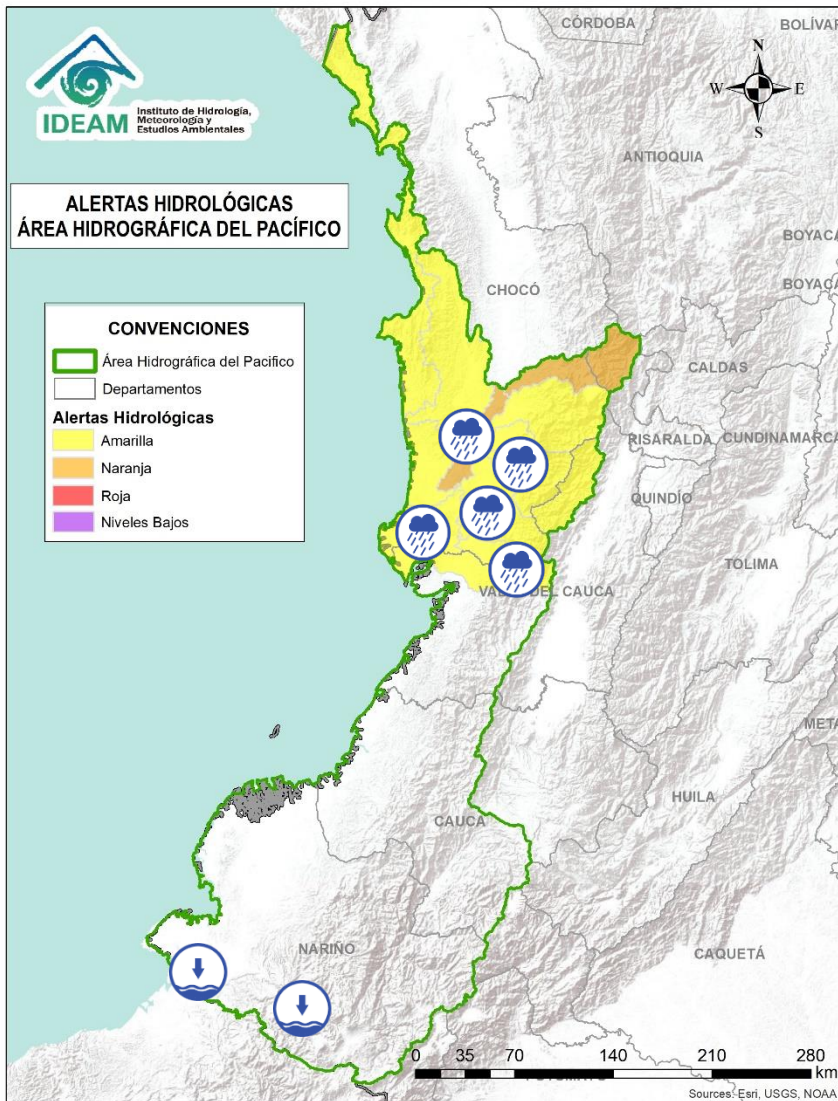 CÓRDOBA
BOLÍVAR
IDEAM
Instituto de Hidrología,
Meteorología y
Estudios Ambientales
N
W
E
S
ANTIOQUIA
ALERTAS HIDROLÓGICAS
ÁREA HIDROGRÁFICA DEL PACÍFICO
BOYACÁ
BOYACÁ
CHOCÓ
CONVENCIONES
Área Hidrográfica del Pacifico
Departamentos
Alertas Hidrológicas
Amarilla
Naranja
Roja
Niveles Bajos
CALDAS
RISARALDA
CUNDINAMARCA
QUINDÍO
TOLIMA
DEL CAUCA
META
HUILA
CAUCA
NARIÑO
CAQUETÁ
0 35 70 140 210 280
km
Sources: Esri, USGS, NOAA